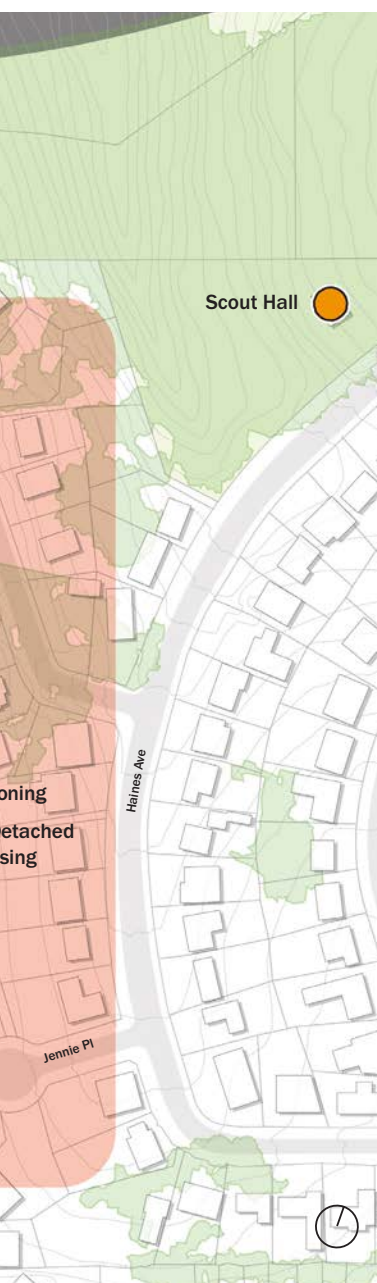 Scout Hall
Haines Ave
oning
etached
sing
Jennie Pl